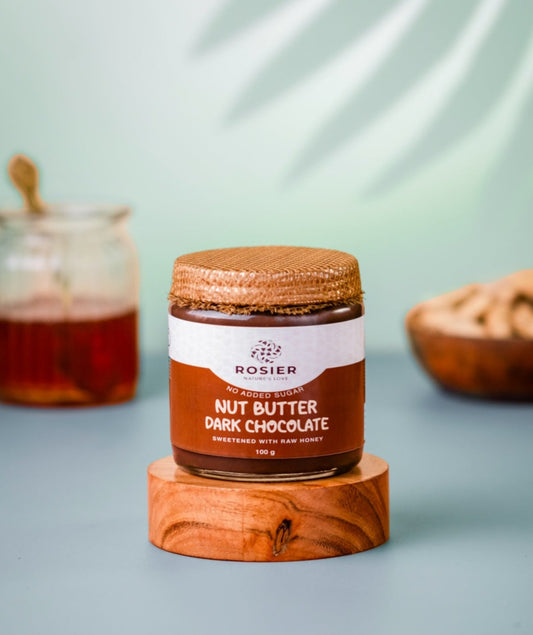 ROSIER
NATURE'S LOVE
NO ADDED SUGAR
NUT BUTTER
DARK CHOCOLATE
SWEETENED WITH RAW HONEY
100 g